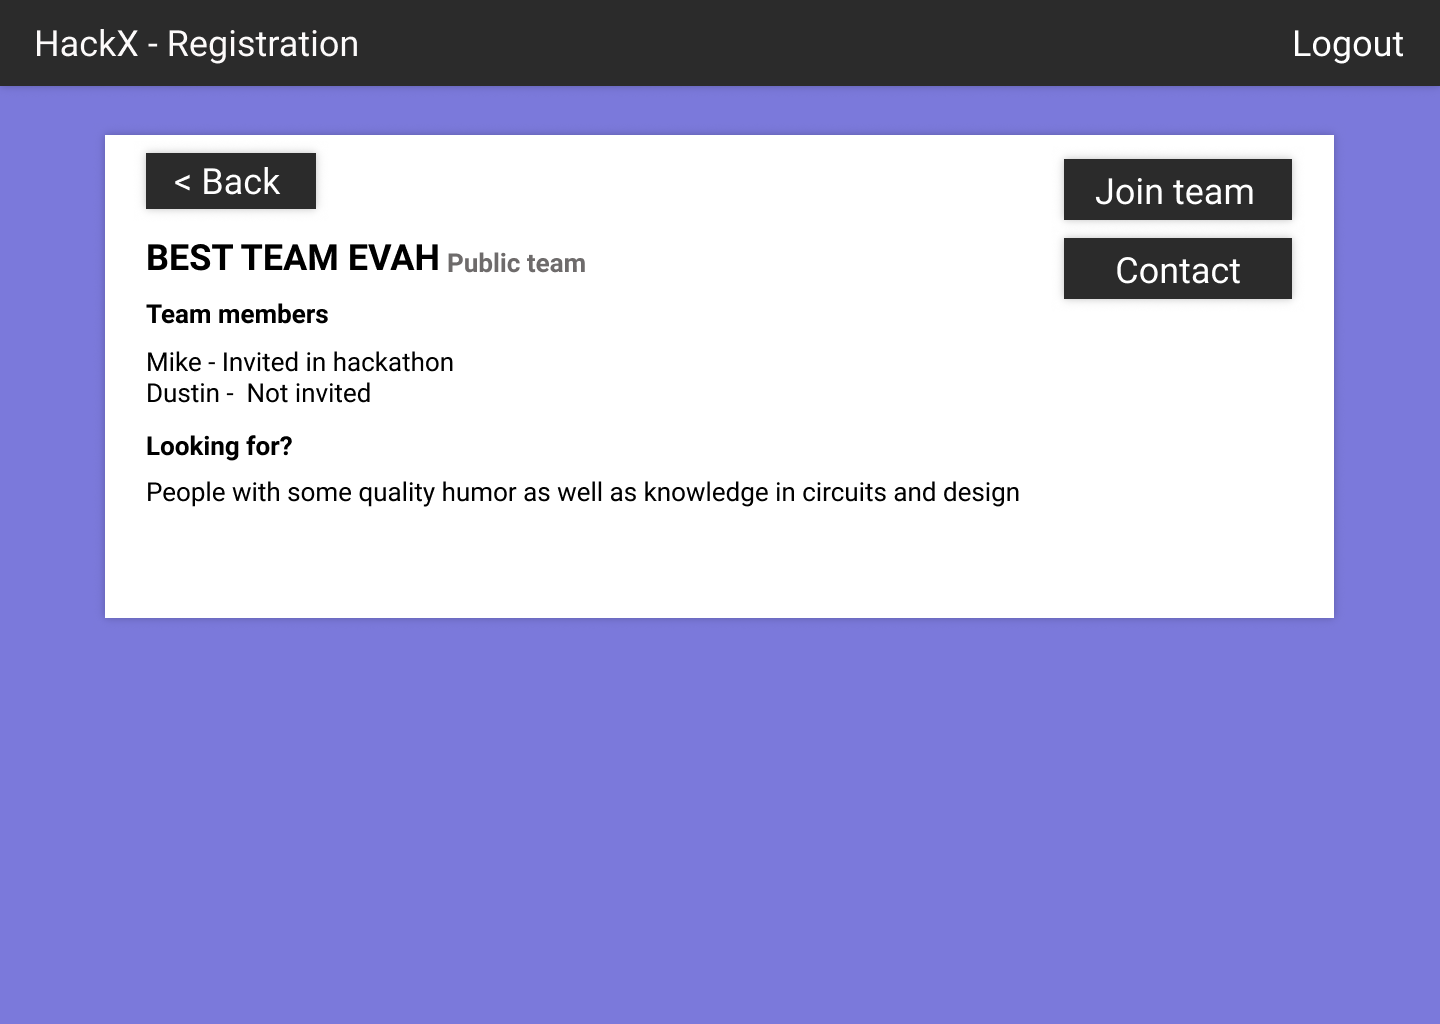 HackX - Registration
Logout
< Back
Join team
Contact
BEST TEAM EVAH Public team
Team members
Mike - Invited in hackathon
Dustin -  Not invited
Looking for?
People with some quality humor as well as knowledge in circuits and design